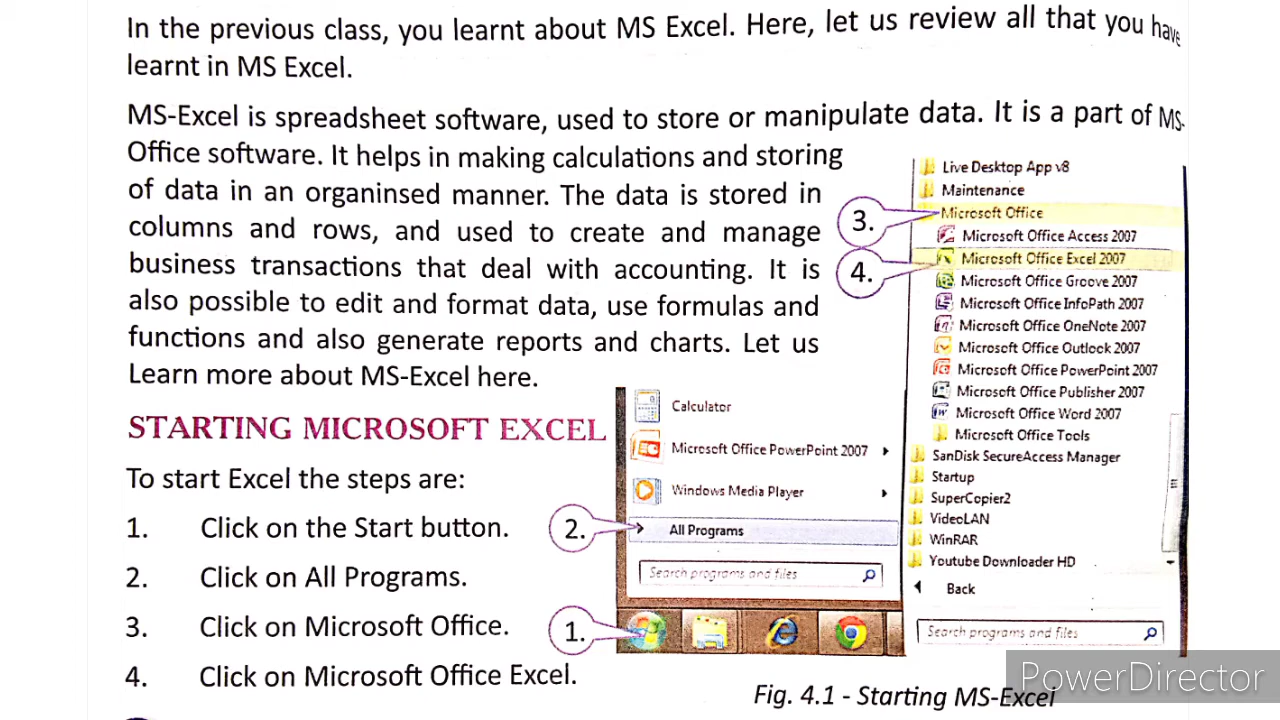 In the previous class, you learnt about MS Excel. Here, let us review all that you have
learnt in MS Excel.
MS-Excel is spreadsheet software, used to store or manipulate data. It is a part of MS-
Office software. It helps in making calculations and storing
of data in an organinsed manner. The data is stored in
columns and rows, and used to create and manage
business transactions that deal with accounting. It is
also possible to edit and format data, use formulas and
functions and also generate reports and charts. Let us
Learn more about MS-Excel here.
STARTING MICROSOFT EXCEL
To start Excel the steps are:
1. Click on the Start button.
2. Click on All Programs.
3. Click on Microsoft Office.
4. Click on Microsoft Office Excel.
Calculator
Microsoft Office PowerPoint 2007
Windows Media Player
2.
All Programs
Search programs and files
1.
Live Desktop App v8
Maintenance
3.
Microsoft Office
Microsoft Office Access 2007
4.
Microsoft Office Excel 2007
Microsoft Office Groove 2007
Microsoft Office InfoPath 2007
Microsoft Office OneNote 2007
Microsoft Office Outlook 2007
Microsoft Office PowerPoint 2007
Microsoft Office Publisher 2007
Microsoft Office Word 2007
Microsoft Office Tools
SanDisk SecureAccess Manager
Startup
SuperCopier2
VideoLAN
WinRAR
Youtube Downloader HD
Back
Search programs and files
Fig. 4.1 - Starting MS-Excel
PowerDirector